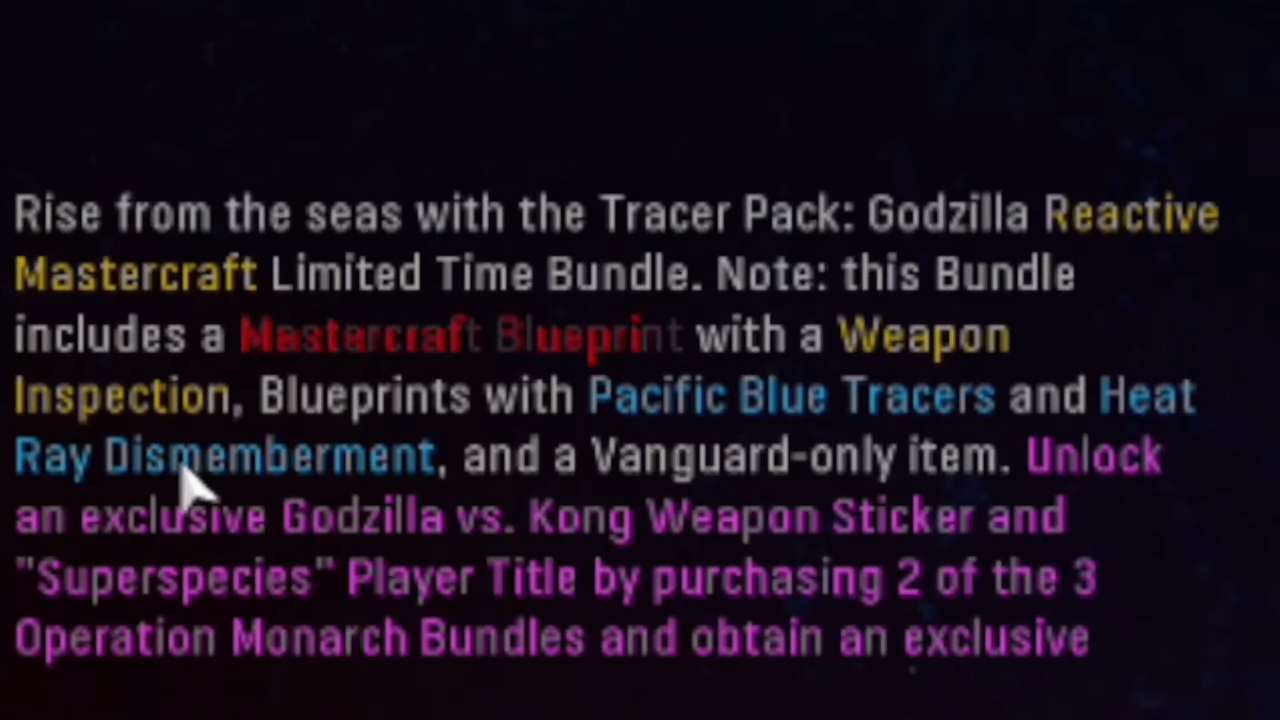 Rise from the seas with the Tracer Pack: Godzilla Reactive
Mastercraft Limited Time Bundle. Note: this Bundle
includes a Mastercraft Blueprint with a Weapon
Inspection, Blueprints with Pacific Blue Tracers and Heat
Ray Dismemberment, and a Vanguard-only item. Unlock
an exclusive Godzilla vs. Kong Weapon Sticker and
"Superspecies" Player Title by purchasing 2 of the 3
Operation Monarch Bundles and obtain an exclusive